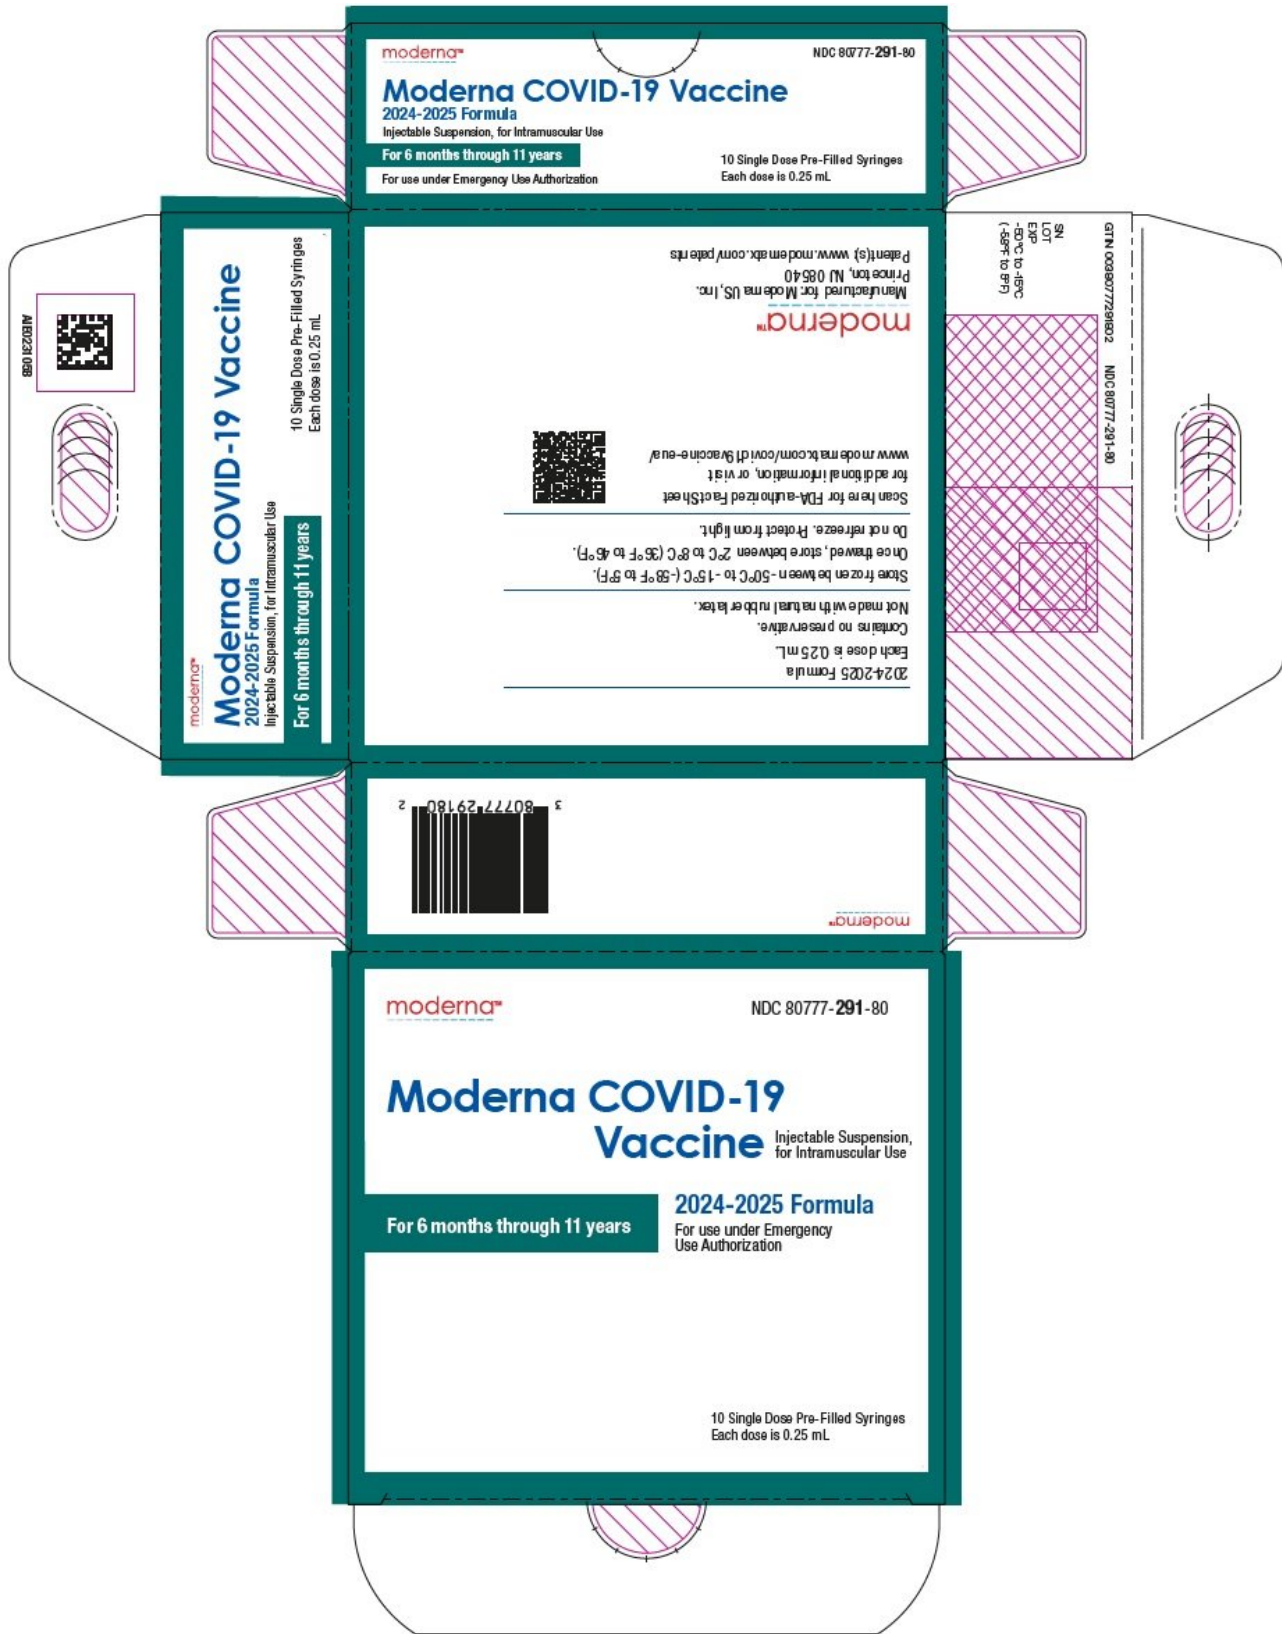 moderna™
NDC 80777-291-80
Moderna COVID-19 Vaccine
2024-2025 Formula
Injectable Suspension, for Intramuscular Use
For 6 months through 11 years
For use under Emergency Use Authorization
10 Single Dose Pre-Filled Syringes
Each dose is 0.25 mL
moderna™
Moderna COVID-19 Vaccine
2024-2025 Formula
Injectable Suspension, for Intramuscular Use
For 6 months through 11 years
10 Single Dose Pre-Filled Syringes
Each dose is 0.25 mL
2024-2025 Formula
Each dose is 0.25 mL.
Contains no preservative.
Not made with natural rubber latex.
Store frozen between -50°C to -15°C (-58°F to 5°F).
Once thawed, store between 2°C to 8°C (36°F to 46°F).
Do not refreeze. Protect from light.
Scan here for FDA-authorized Fact Sheet
for additional information, or visit
www.modernatx.com/covid19vaccine-eua/
moderna™
Manufactured for: Moderna US, Inc.
Princeton, NJ 08540
Patent(s): www.modernatx.com/patents
GTIN 00380777291802 NDC 80777-291-80
SN
LOT
EXP
-50°C to -15°C
(-58°F to 5°F)
3 80777 29180 2
moderna™
moderna™
NDC 80777-291-80
Moderna COVID-19
Vaccine
Injectable Suspension,
for Intramuscular Use
For 6 months through 11 years
2024-2025 Formula
For use under Emergency
Use Authorization
10 Single Dose Pre-Filled Syringes
Each dose is 0.25 mL